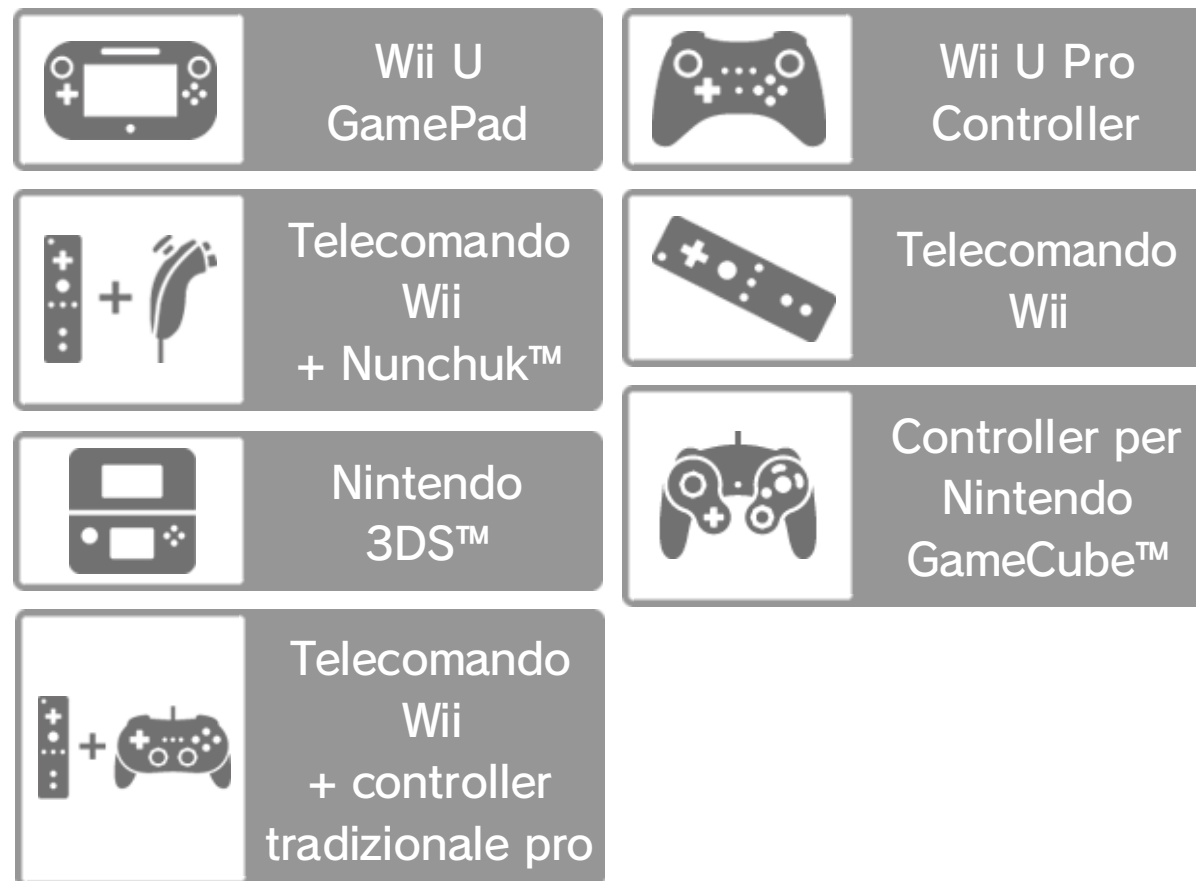 Wii U
GamePad
Wii U Pro
Controller
Telecomando
Wii
+ Nunchuk™
Telecomando
Wii
Nintendo
3DS™
Controller per
Nintendo
GameCube™
Telecomando
Wii
+ controller
tradizionale pro